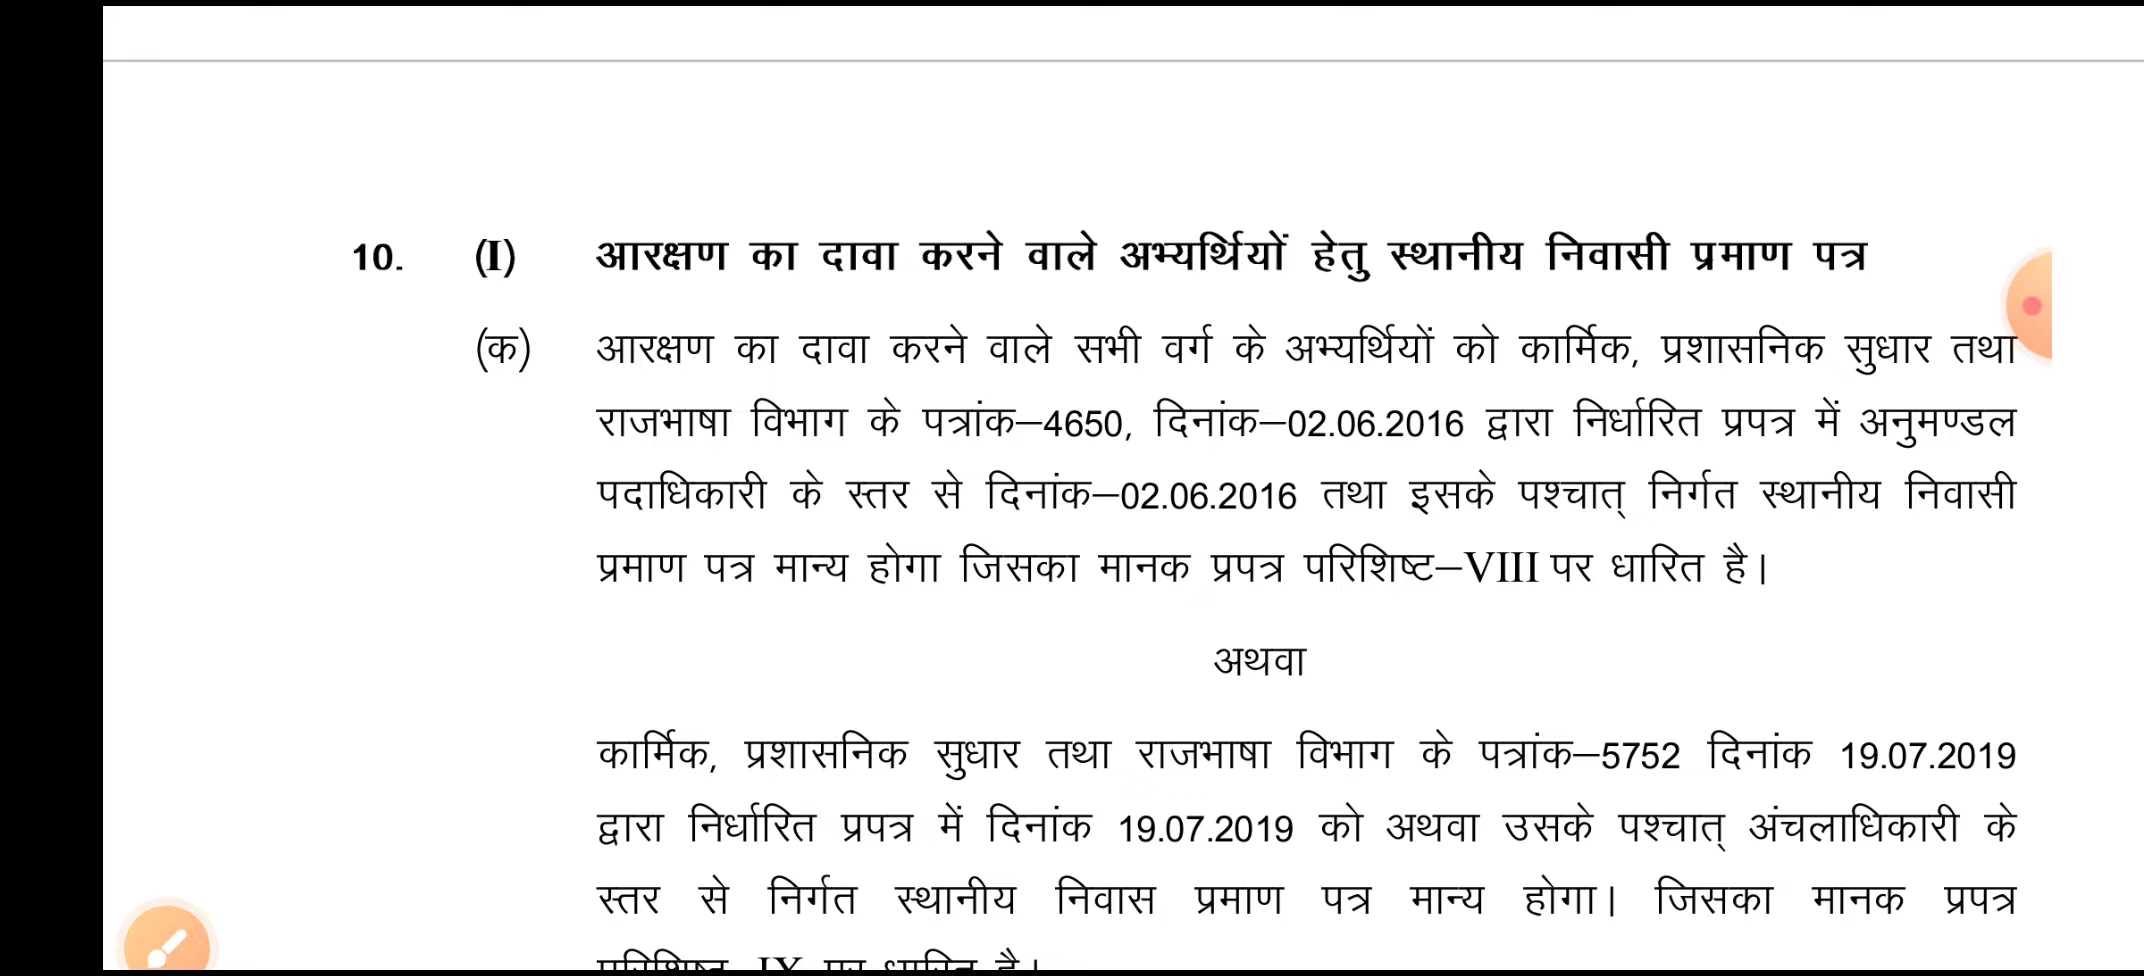 10. (I) आरक्षण का दावा करने वाले अभ्यर्थियों हेतु स्थानीय निवासी प्रमाण पत्र
(क) आरक्षण का दावा करने वाले सभी वर्ग के अभ्यर्थियों को कार्मिक, प्रशासनिक सुधार तथा
राजभाषा विभाग के पत्रांक–4650, दिनांक–02.06.2016 द्वारा निर्धारित प्रपत्र में अनुमण्डल
पदाधिकारी के स्तर से दिनांक–02.06.2016 तथा इसके पश्चात् निर्गत स्थानीय निवासी
प्रमाण पत्र मान्य होगा जिसका मानक प्रपत्र परिशिष्ट–VIII पर धारित है।
अथवा
कार्मिक, प्रशासनिक सुधार तथा राजभाषा विभाग के पत्रांक–5752 दिनांक 19.07.2019
द्वारा निर्धारित प्रपत्र में दिनांक 19.07.2019 को अथवा उसके पश्चात् अंचलाधिकारी के
स्तर से निर्गत स्थानीय निवास प्रमाण पत्र मान्य होगा। जिसका मानक प्रपत्र
परिशिष्ट–IX पर धारित है।